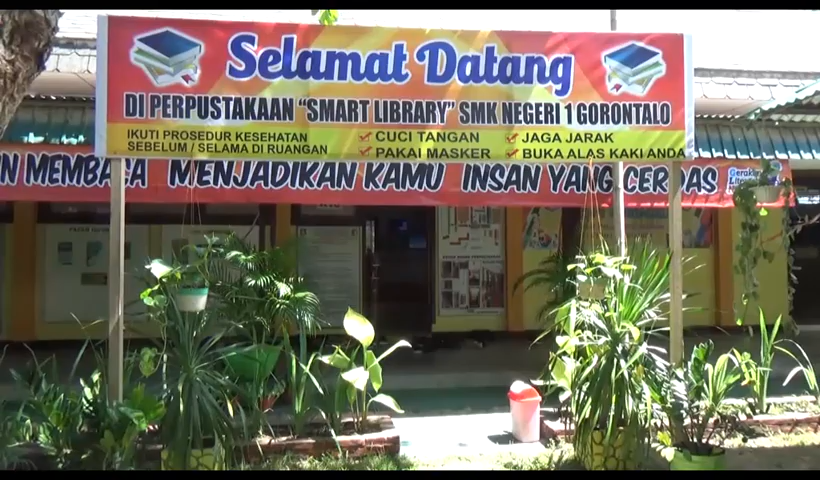 Selamat Datang
DI PERPUSTAKAAN "SMART LIBRARY" SMK NEGERI 1 GORONTALO
IKUTI PROSEDUR KESEHATAN
SEBELUM / SELAMA DI RUANGAN
CUCI TANGAN
JAGA JARAK
PAKAI MASKER
BUKA ALAS KAKI ANDA
MEMBACA MENJADIKAN KAMU INSAN YANG CERDAS